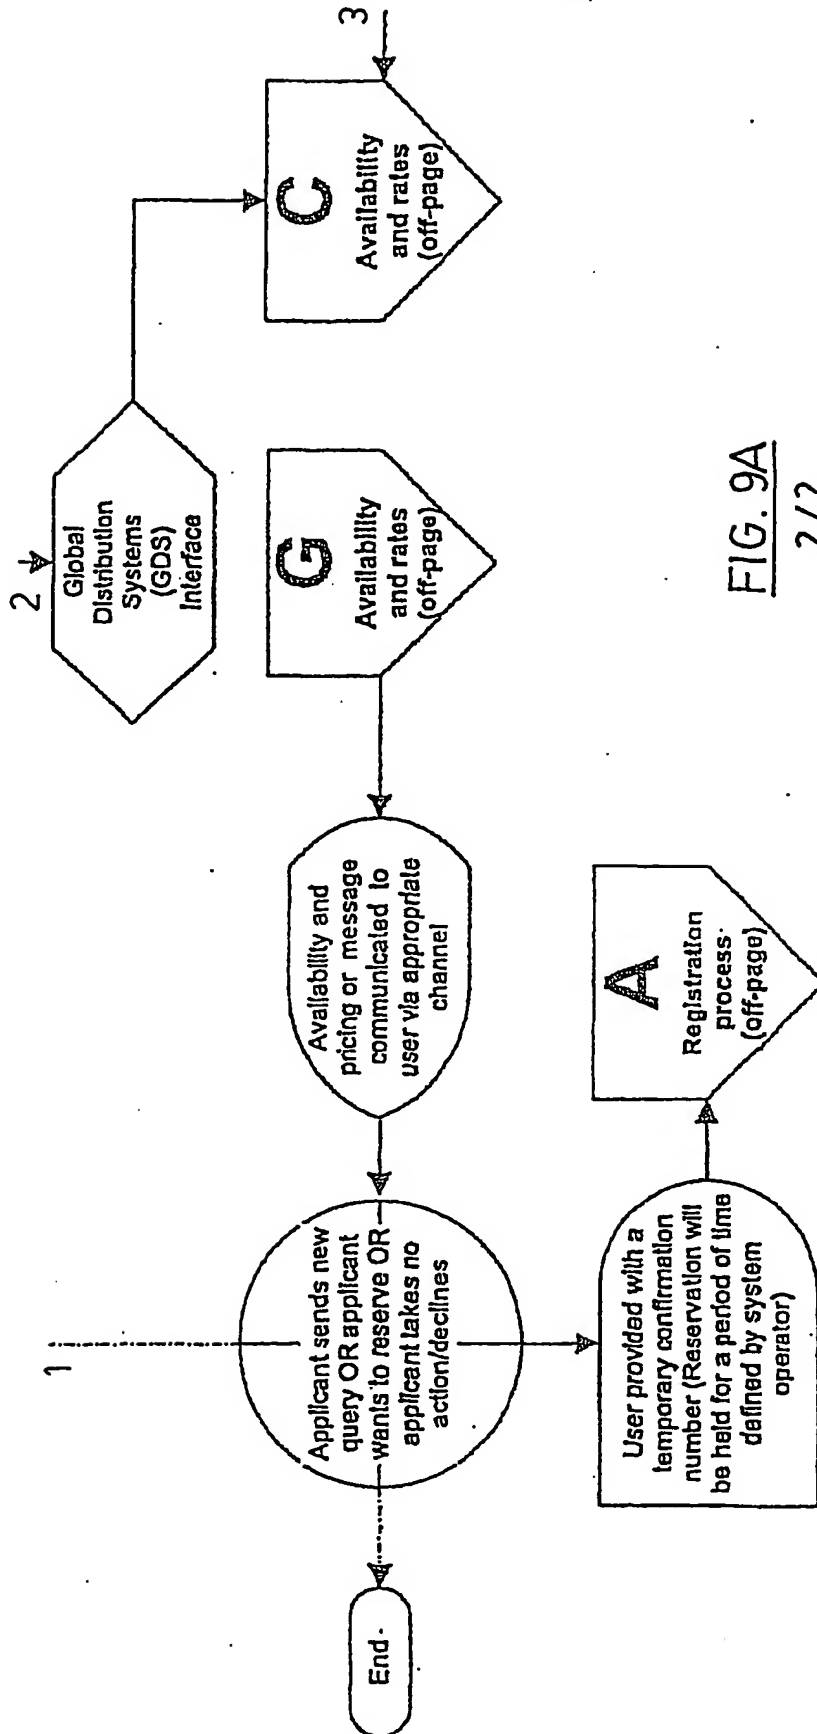 2
Global
Distribution
Systems
(GDS)
Interface
3
C
Availability
and rates
(off-page)
G
Availability
and rates
(off-page)
Availability and
pricing or message
communicated to
user via appropriate
channel
1
Applicant sends new
query OR applicant
wants to reserve OR
applicant takes no
action/declines
End
User provided with a
temporary confirmation
number (Reservation will
be held for a period of time
defined by system
operator)
A
Registration
process
(off-page)
FIG. 9A
2/2